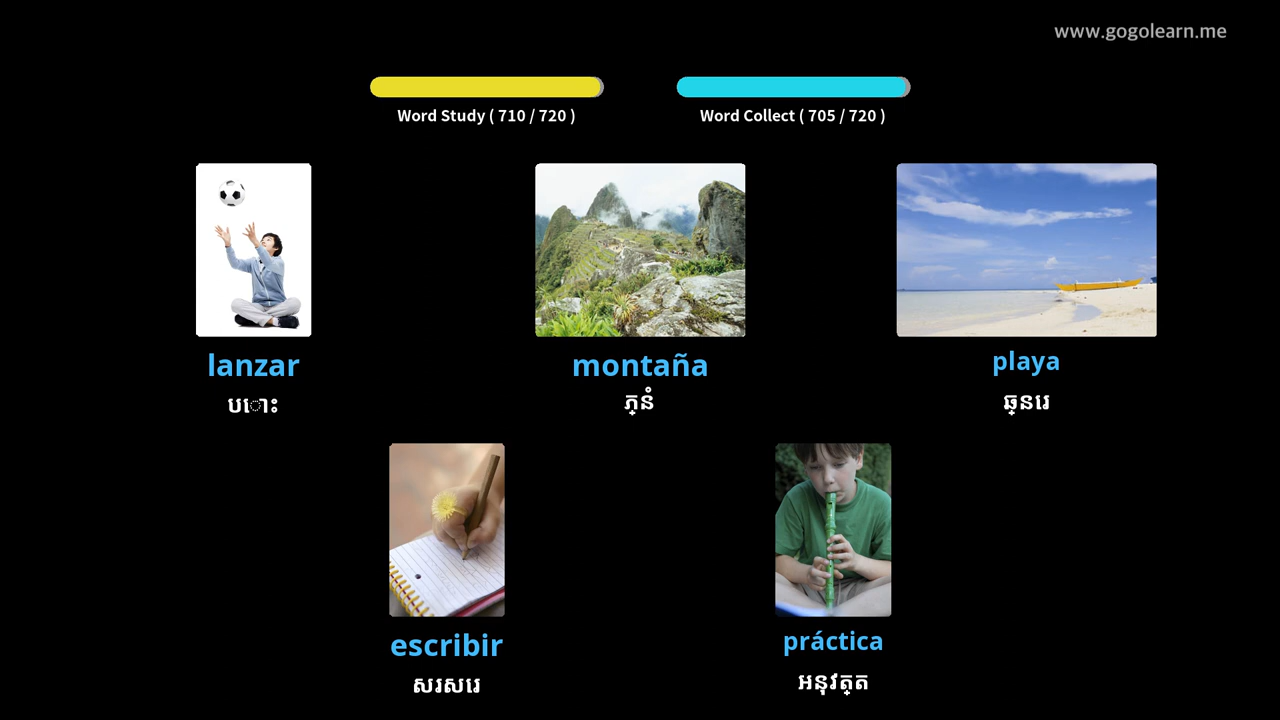 www.gogolearn.me
Word Study ( 710 / 720 )
Word Collect ( 705 / 720 )
lanzar
បោះ
montaña
ភ្នំ
playa
ឆ្នេរ
escribir
សរសេរ
práctica
អនុវត្ត